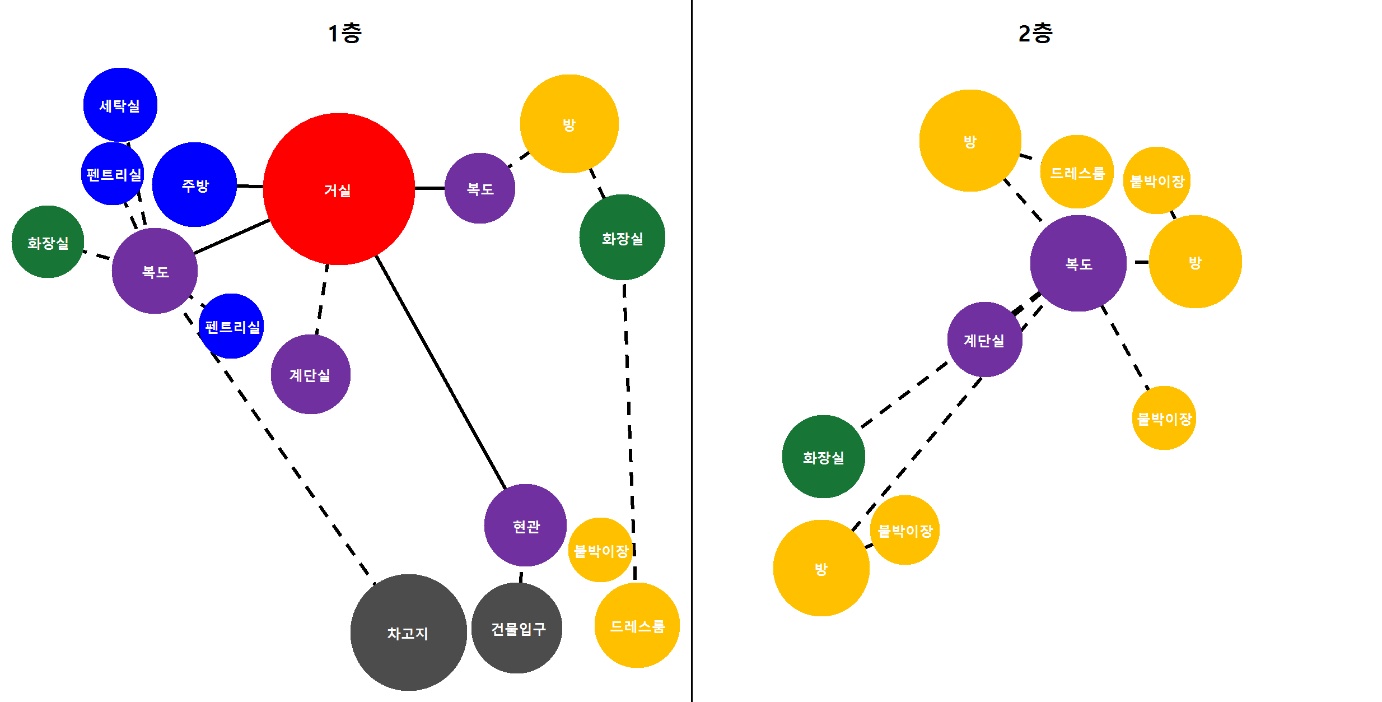 1층
세탁실
펜트리실
주방
거실
복도
방
화장실
화장실
복도
펜트리실
계단실
현관
붙박이장
차고지
건물입구
드레스룸
2층
방
드레스룸
붙박이장
복도
방
계단실
붙박이장
화장실
붙박이장
방